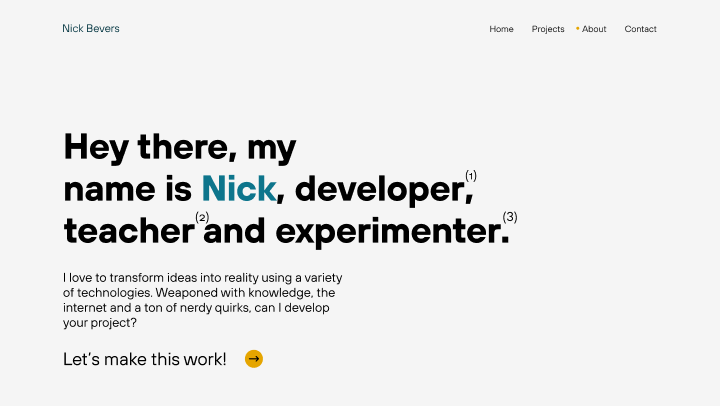 Nick Bevers
Home Projects About Contact
Hey there, my
name is Nick, developer,(1)
teacher(2) and experimenter.(3)
I love to transform ideas into reality using a variety
of technologies. Weaponed with knowledge, the
internet and a ton of nerdy quirks, can I develop
your project?
Let's make this work! →